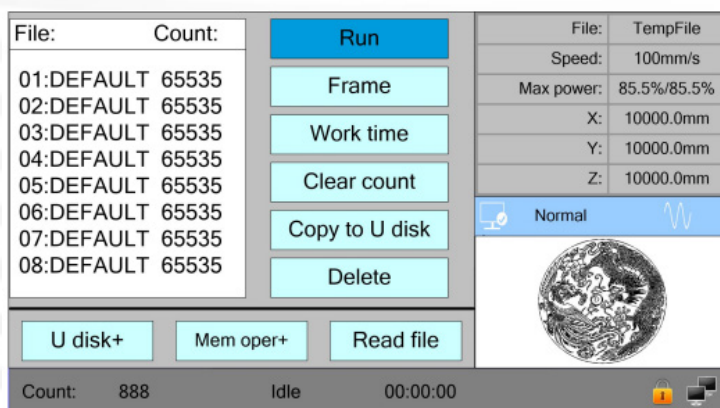 File: Count:
01:DEFAULT 65535
02:DEFAULT 65535
03:DEFAULT 65535
04:DEFAULT 65535
05:DEFAULT 65535
06:DEFAULT 65535
07:DEFAULT 65535
08:DEFAULT 65535
Run
Frame
Work time
Clear count
Copy to U disk
Delete
U disk+
Mem oper+
Read file
File: TempFile
Speed: 100mm/s
Max power: 85.5%/85.5%
X: 10000.0mm
Y: 10000.0mm
Z: 10000.0mm
Normal
Count: 888 Idle 00:00:00